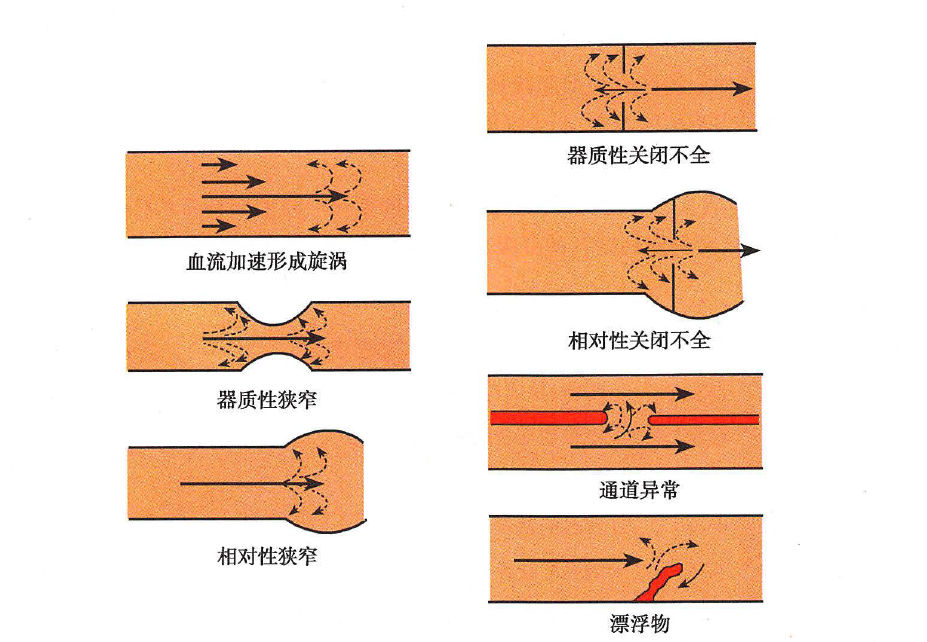 血流加速形成旋涡
器质性狭窄
相对性狭窄
器质性关闭不全
相对性关闭不全
通道异常
漂浮物